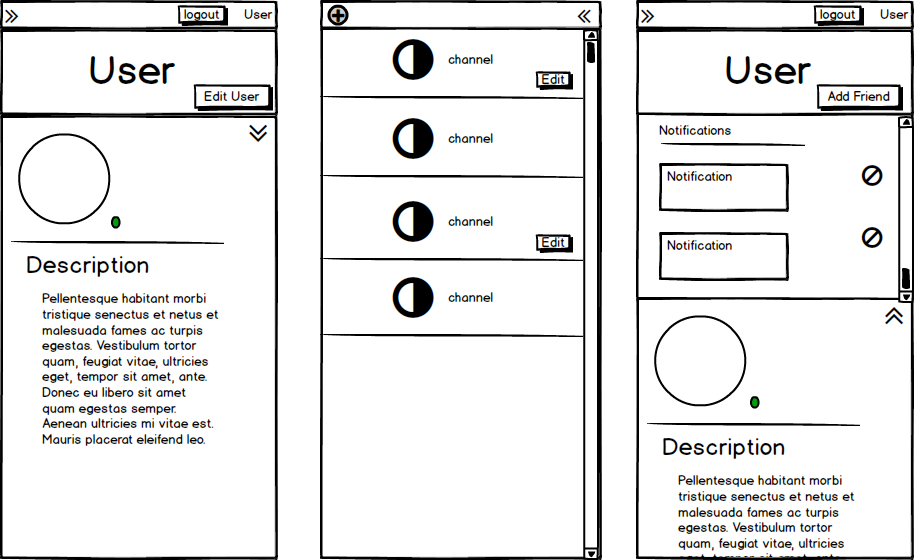 logout User
User
Edit User
Description
Pellentesque habitant morbi
tristique senectus et netus et
malesuada fames ac turpis
egestas. Vestibulum tortor
quam, feugiat vitae, ultricies
eget, tempor sit amet, ante.
Donec eu libero sit amet
quam egestas semper.
Aenean ultricies mi vitae est.
Mauris placerat eleifend leo.
channel
Edit
channel
channel
Edit
channel
logout User
User
Add Friend
Notifications
Notification
Notification
Description
Pellentesque habitant morbi
tristique senectus et netus et
malesuada fames ac turpis
egestas. Vestibulum tortor
quam, feugiat vitae, ultricies